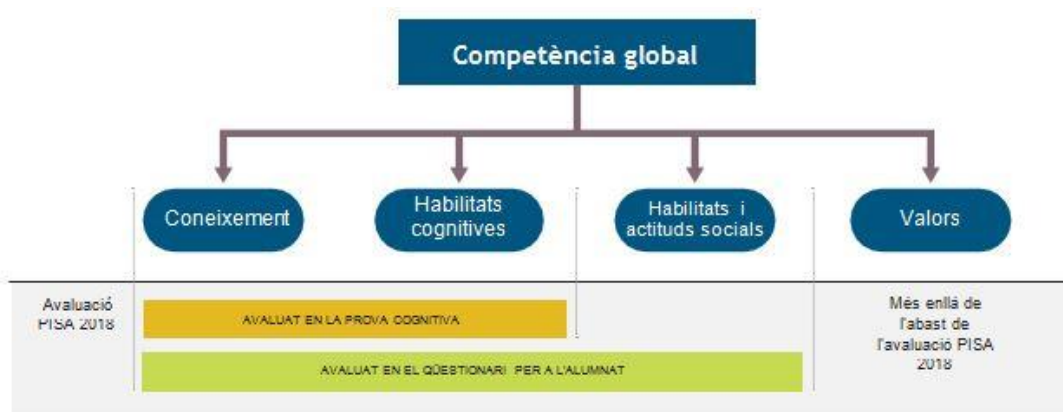 Competència global
Coneixement
Habilitats
cognitives
Habilitats i
actituds socials
Valors
Avaluació
PISA 2018
AVALUAT EN LA PROVA COGNITIVA
AVALUAT EN EL QÜESTIONARI PER A L'ALUMNAT
Més enllá de
l'abast de
l'avaluació PISA
2018